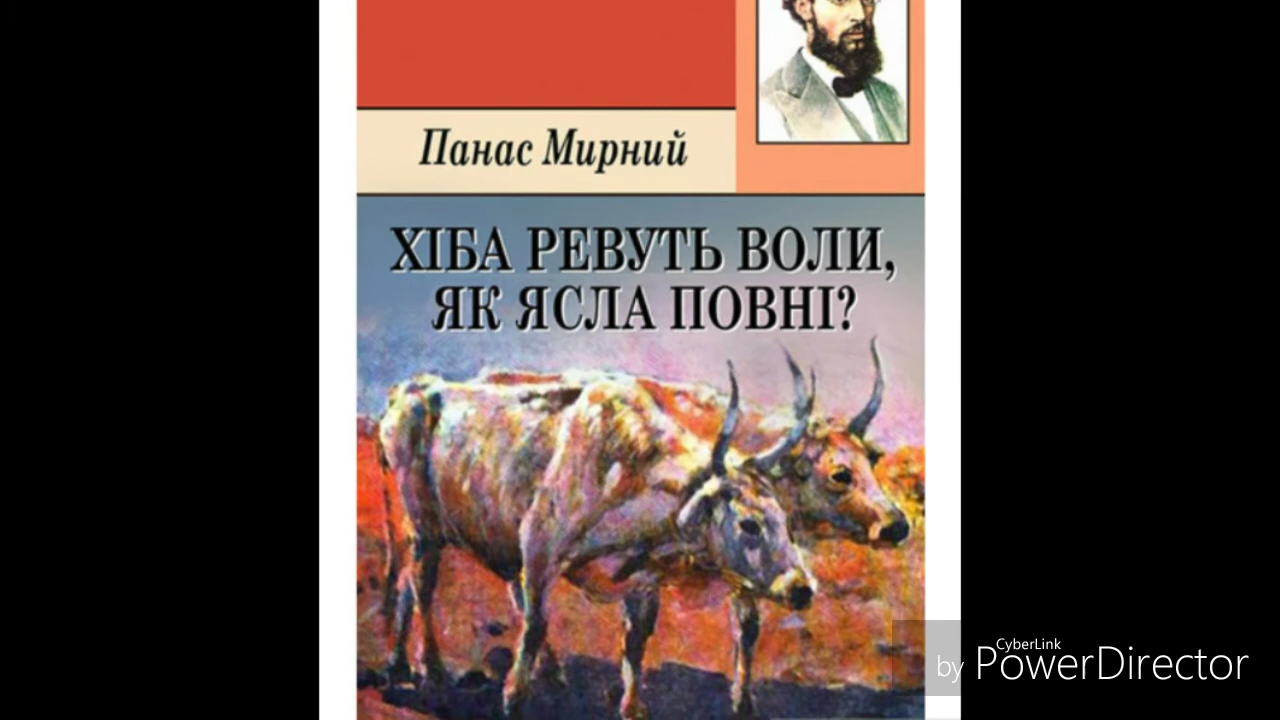 Панас Мирний
ХІБА РЕВУТЬ ВОЛИ,
ЯК ЯСЛА ПОВНІ?
CyberLink
by PowerDirector